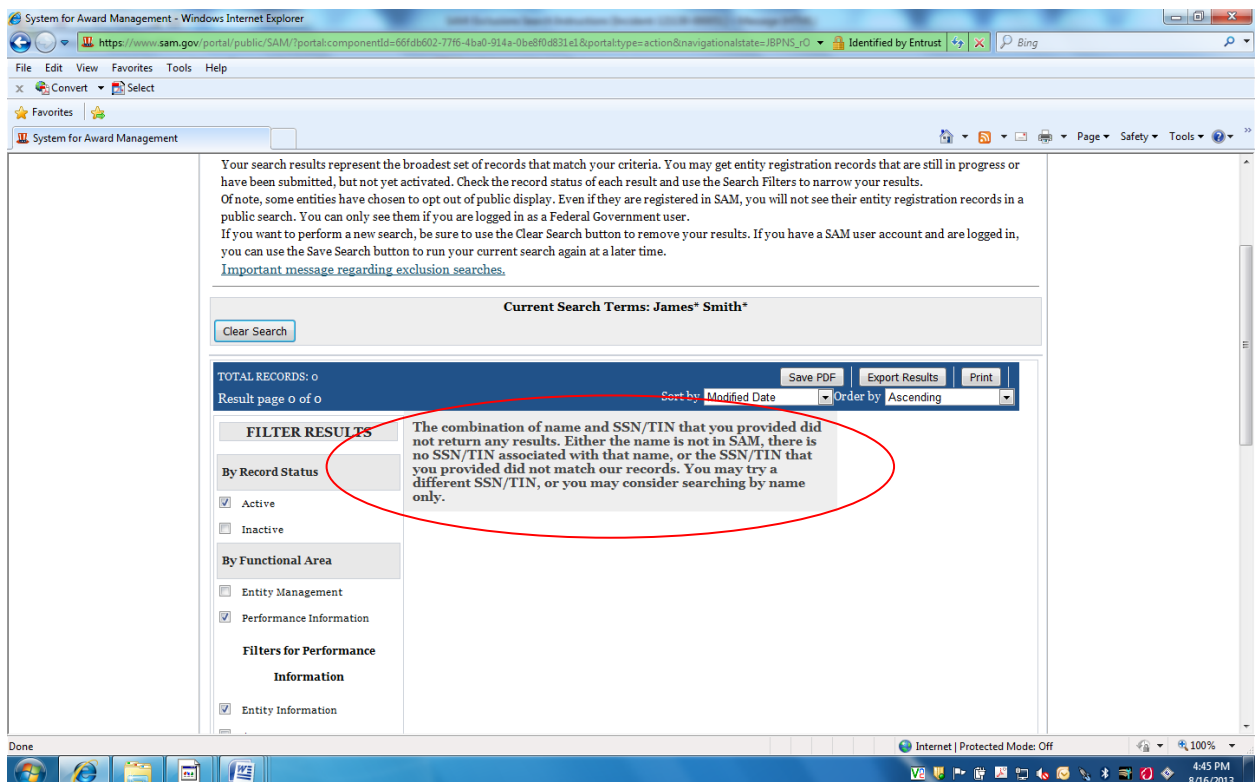 System for Award Management - Windows Internet Explorer
https://www.sam.gov/portal/public/SAM/?portal:componentId=66fdb602-77f6-4ba0-914a-0be8f0d831e1&portal:type=action&navigationalstate=JBPNS_rO
Identified by Entrust
Bing
File Edit View Favorites Tools Help
x Convert Select
Favorites
System for Award Management
Page Safety Tools
Your search results represent the broadest set of records that match your criteria. You may get entity registration records that are still in progress or
have been submitted, but not yet activated. Check the record status of each result and use the Search Filters to narrow your results.
Of note, some entities have chosen to opt out of public display. Even if they are registered in SAM, you will not see their entity registration records in a
public search. You can only see them if you are logged in as a Federal Government user.
If you want to perform a new search, be sure to use the Clear Search button to remove your results. If you have a SAM user account and are logged in,
you can use the Save Search button to run your current search again at a later time.
Important message regarding exclusion searches.
Current Search Terms: James* Smith*
Clear Search
TOTAL RECORDS: 0
Save PDF Export Results Print
Result page 0 of 0
Sort by Modified Date Order by Ascending
FILTER RESULTS
The combination of name and SSN/TIN that you provided did
not return any results. Either the name is not in SAM, there is
no SSN/TIN associated with that name, or the SSN/TIN that
you provided did not match our records. You may try a
different SSN/TIN, or you may consider searching by name
only.
By Record Status
Active
Inactive
By Functional Area
Entity Management
Performance Information
Filters for Performance
Information
Entity Information
Done
Internet | Protected Mode: Off
100%
4:45 PM
8/16/2013